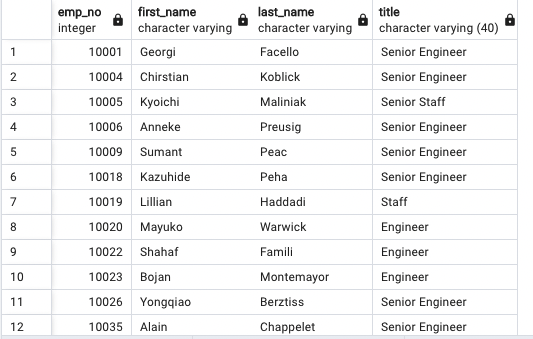 emp_no first_name last_name title
integer character varying character varying character varying (40)
1 10001 Georgi Facello Senior Engineer
2 10004 Chirstian Koblick Senior Engineer
3 10005 Kyoichi Maliniak Senior Staff
4 10006 Anneke Preusig Senior Engineer
5 10009 Sumant Peac Senior Engineer
6 10018 Kazuhide Peha Senior Engineer
7 10019 Lillian Haddadi Staff
8 10020 Mayuko Warwick Engineer
9 10022 Shahaf Famili Engineer
10 10023 Bojan Montemayor Engineer
11 10026 Yongqiao Berztiss Senior Engineer
12 10035 Alain Chappelet Senior Engineer